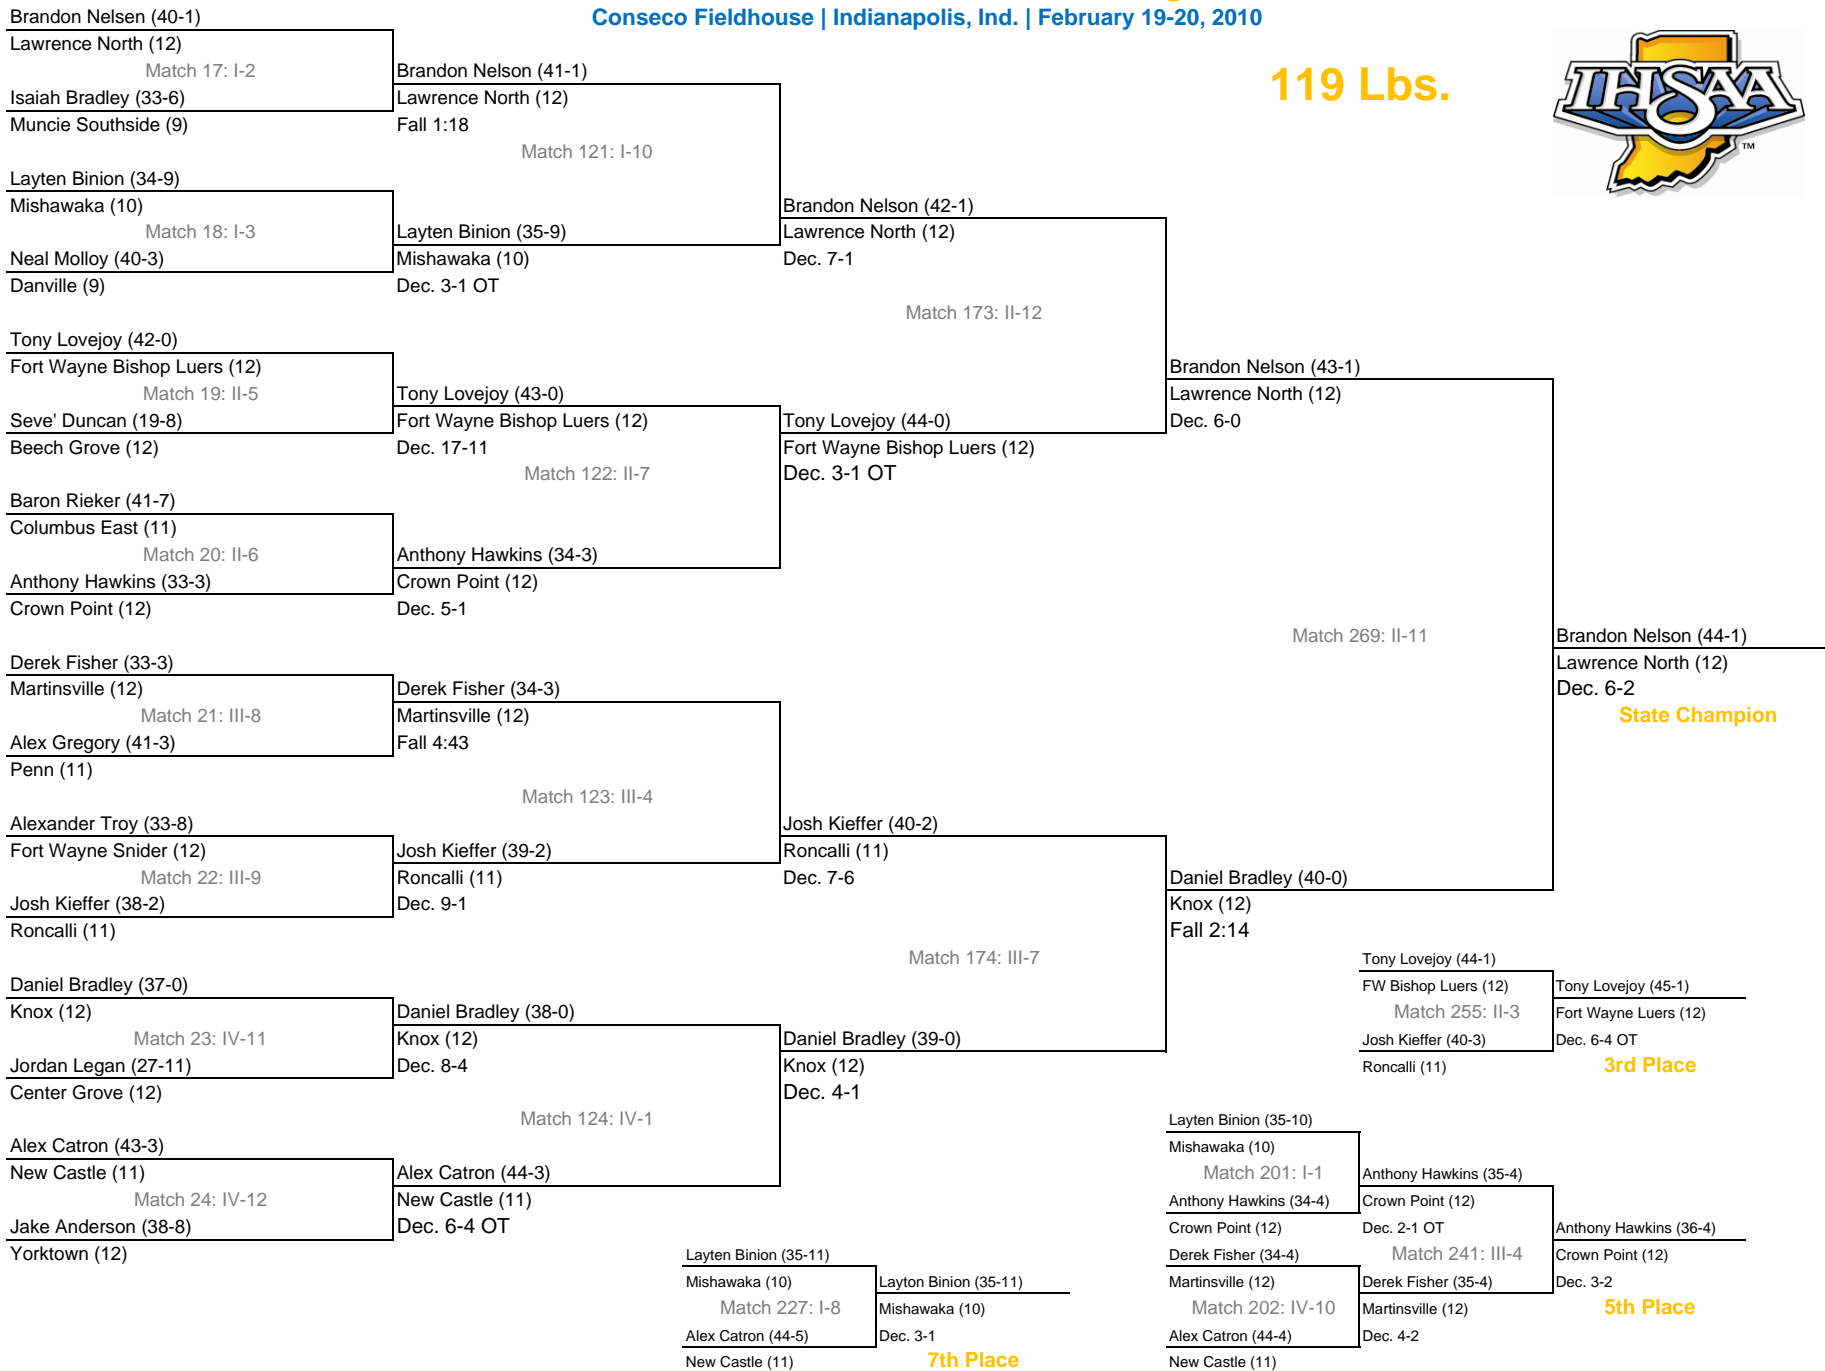 Conseco Fieldhouse | Indianapolis, Ind. | February 19-20, 2010
119 Lbs.
IHSAA
TM
Brandon Nelsen (40-1)
Lawrence North (12)
Match 17: I-2
Isaiah Bradley (33-6)
Muncie Southside (9)
Layten Binion (34-9)
Mishawaka (10)
Match 18: I-3
Neal Molloy (40-3)
Danville (9)
Tony Lovejoy (42-0)
Fort Wayne Bishop Luers (12)
Match 19: II-5
Seve' Duncan (19-8)
Beech Grove (12)
Baron Rieker (41-7)
Columbus East (11)
Match 20: II-6
Anthony Hawkins (33-3)
Crown Point (12)
Derek Fisher (33-3)
Martinsville (12)
Match 21: III-8
Alex Gregory (41-3)
Penn (11)
Alexander Troy (33-8)
Fort Wayne Snider (12)
Match 22: III-9
Josh Kieffer (38-2)
Roncalli (11)
Daniel Bradley (37-0)
Knox (12)
Match 23: IV-11
Jordan Legan (27-11)
Center Grove (12)
Alex Catron (43-3)
New Castle (11)
Match 24: IV-12
Jake Anderson (38-8)
Yorktown (12)
Brandon Nelson (41-1)
Lawrence North (12)
Fall 1:18
Match 121: I-10
Layten Binion (35-9)
Mishawaka (10)
Dec. 3-1 OT
Tony Lovejoy (43-0)
Fort Wayne Bishop Luers (12)
Dec. 17-11
Match 122: II-7
Anthony Hawkins (34-3)
Crown Point (12)
Dec. 5-1
Derek Fisher (34-3)
Martinsville (12)
Fall 4:43
Match 123: III-4
Josh Kieffer (39-2)
Roncalli (11)
Dec. 9-1
Daniel Bradley (38-0)
Knox (12)
Dec. 8-4
Match 124: IV-1
Alex Catron (44-3)
New Castle (11)
Dec. 6-4 OT
Brandon Nelson (42-1)
Lawrence North (12)
Dec. 7-1
Match 173: II-12
Tony Lovejoy (44-0)
Fort Wayne Bishop Luers (12)
Dec. 3-1 OT
Josh Kieffer (40-2)
Roncalli (11)
Dec. 7-6
Match 174: III-7
Daniel Bradley (39-0)
Knox (12)
Dec. 4-1
Brandon Nelson (43-1)
Lawrence North (12)
Dec. 6-0
Match 269: II-11
Daniel Bradley (40-0)
Knox (12)
Fall 2:14
Brandon Nelson (44-1)
Lawrence North (12)
Dec. 6-2
State Champion
Tony Lovejoy (44-1)
FW Bishop Luers (12)
Match 255: II-3
Josh Kieffer (40-3)
Roncalli (11)
Tony Lovejoy (45-1)
Fort Wayne Luers (12)
Dec. 6-4 OT
3rd Place
Layten Binion (35-10)
Mishawaka (10)
Match 201: I-1
Anthony Hawkins (34-4)
Crown Point (12)
Derek Fisher (34-4)
Martinsville (12)
Match 202: IV-10
Alex Catron (44-4)
New Castle (11)
Anthony Hawkins (35-4)
Crown Point (12)
Dec. 2-1 OT
Match 241: III-4
Derek Fisher (35-4)
Martinsville (12)
Dec. 4-2
Anthony Hawkins (36-4)
Crown Point (12)
Dec. 3-2
5th Place
Layten Binion (35-11)
Mishawaka (10)
Match 227: I-8
Alex Catron (44-5)
New Castle (11)
Layton Binion (35-11)
Mishawaka (10)
Dec. 3-1
7th Place